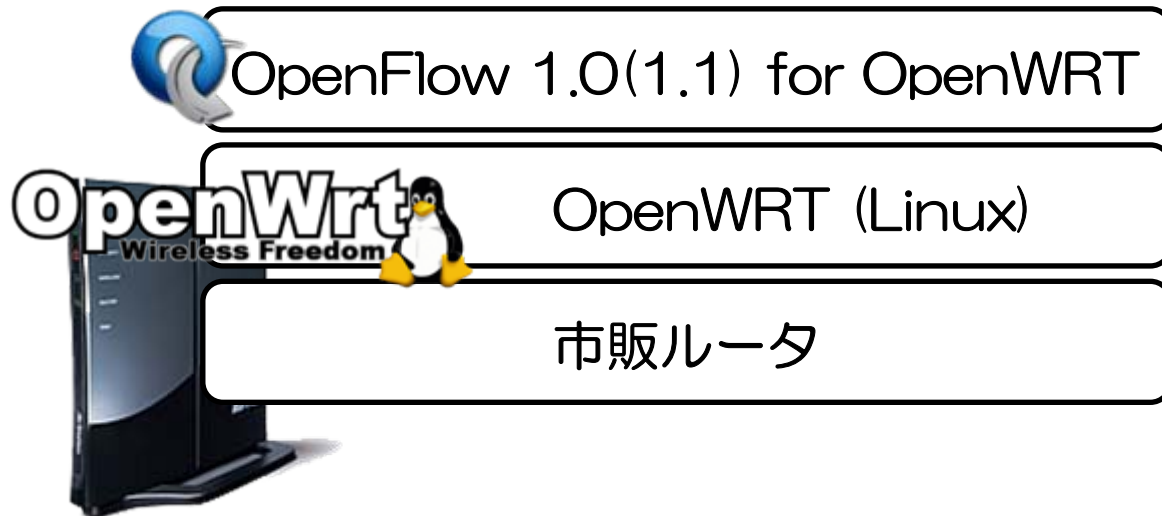 OpenFlow 1.0(1.1) for OpenWRT
OpenWrt
Wireless Freedom
OpenWRT (Linux)
市販ルータ